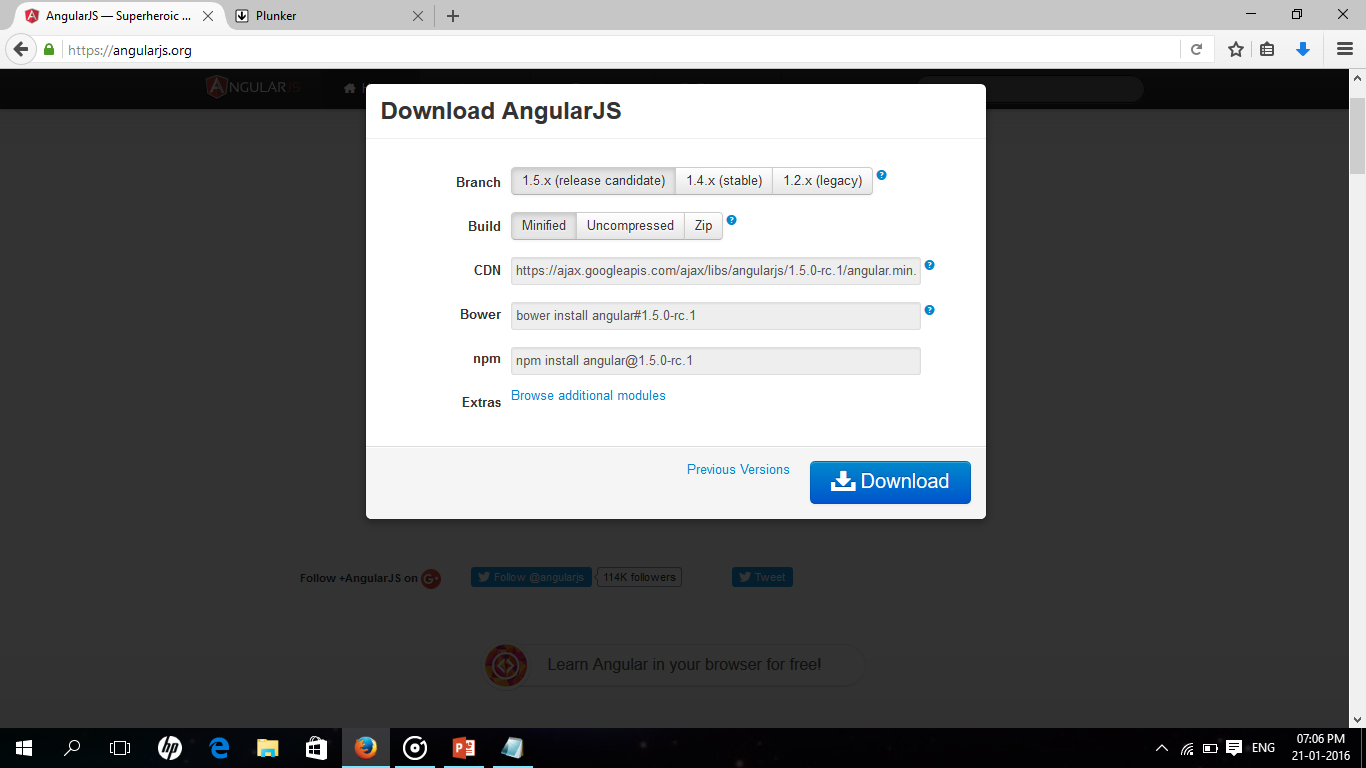 AngularJS — Superheroic ...
Plunker
https://angularjs.org
ANGULARJS
Download AngularJS
Branch 1.5.x (release candidate) 1.4.x (stable) 1.2.x (legacy) ?
Build Minified Uncompressed Zip ?
CDN https://ajax.googleapis.com/ajax/libs/angularjs/1.5.0-rc.1/angular.min. ?
Bower bower install angular#1.5.0-rc.1 ?
npm npm install angular@1.5.0-rc.1
Extras Browse additional modules
Previous Versions Download
Follow +AngularJS on G+ Follow @angularjs 114K followers Tweet
Learn Angular in your browser for free!
hp
ENG
07:06 PM
21-01-2016